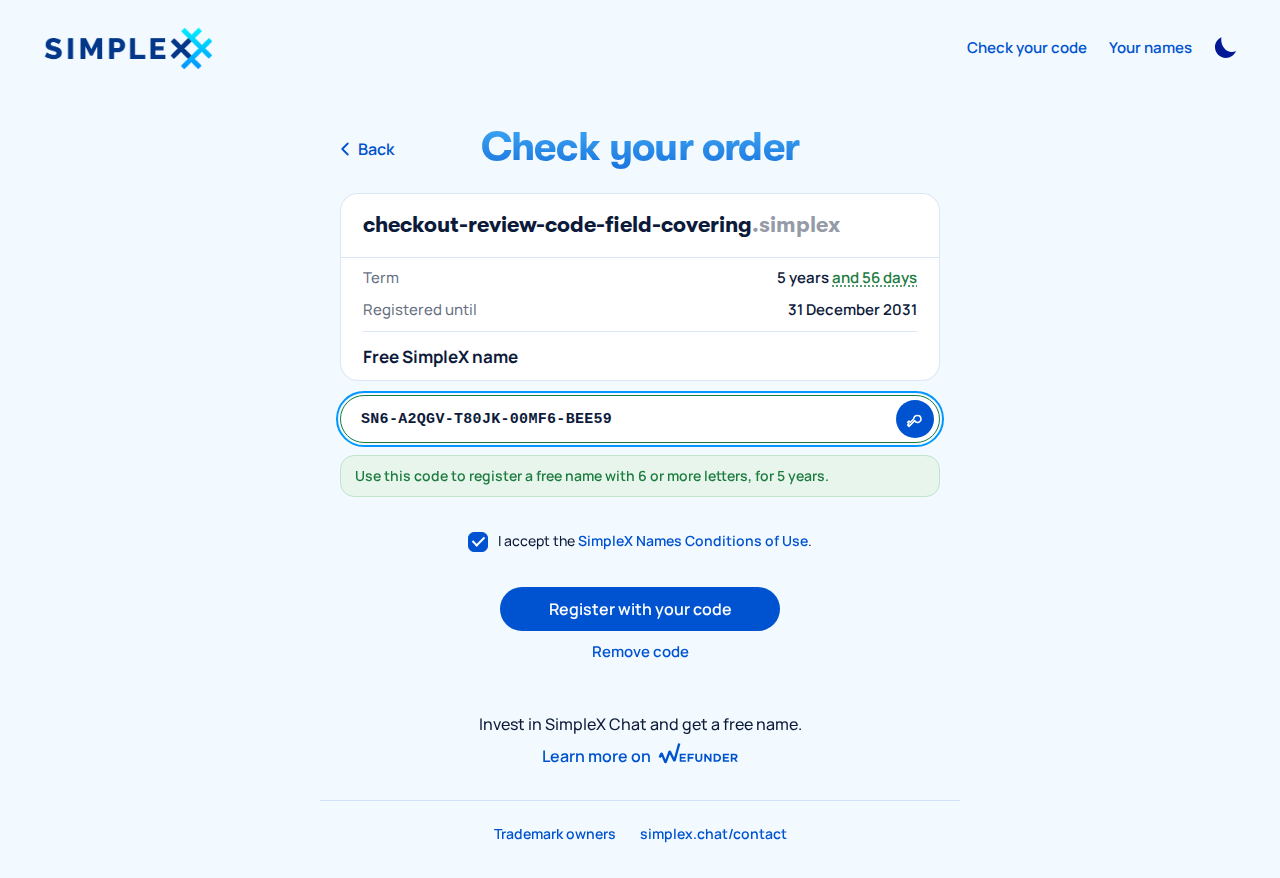 SIMPLEX
Check your code
Your names
Back
Check your order
checkout-review-code-field-covering.simplex
Term
5 years and 56 days
Registered until
31 December 2031
Free SimpleX name
SN6-A2QGV-T80JK-00MF6-BEE59
Use this code to register a free name with 6 or more letters, for 5 years.
I accept the SimpleX Names Conditions of Use.
Register with your code
Remove code
Invest in SimpleX Chat and get a free name.
Learn more on WEFUNDER
Trademark owners
simplex.chat/contact